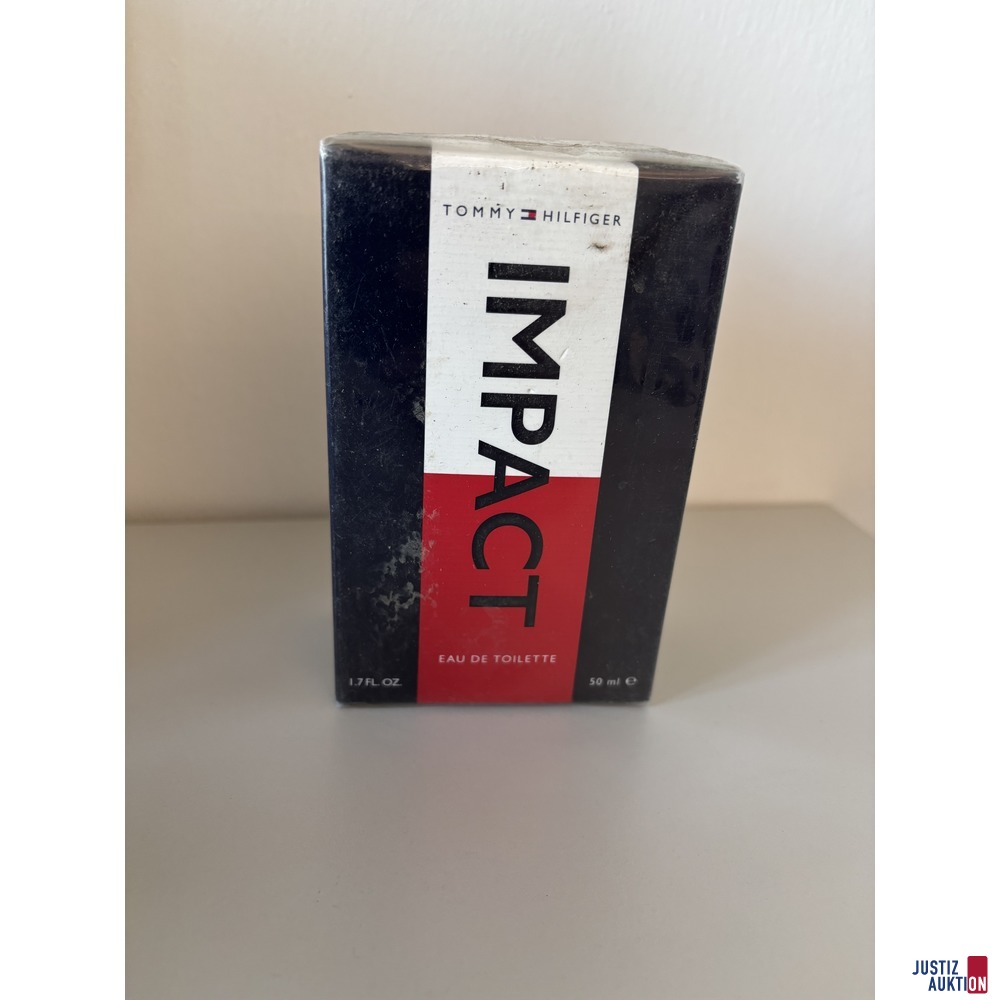 TOMMY HILFIGER
IMPACT
EAU DE TOILETTE
1.7 FL. OZ.
50 ml ℮
JUSTIZ
AUKTION